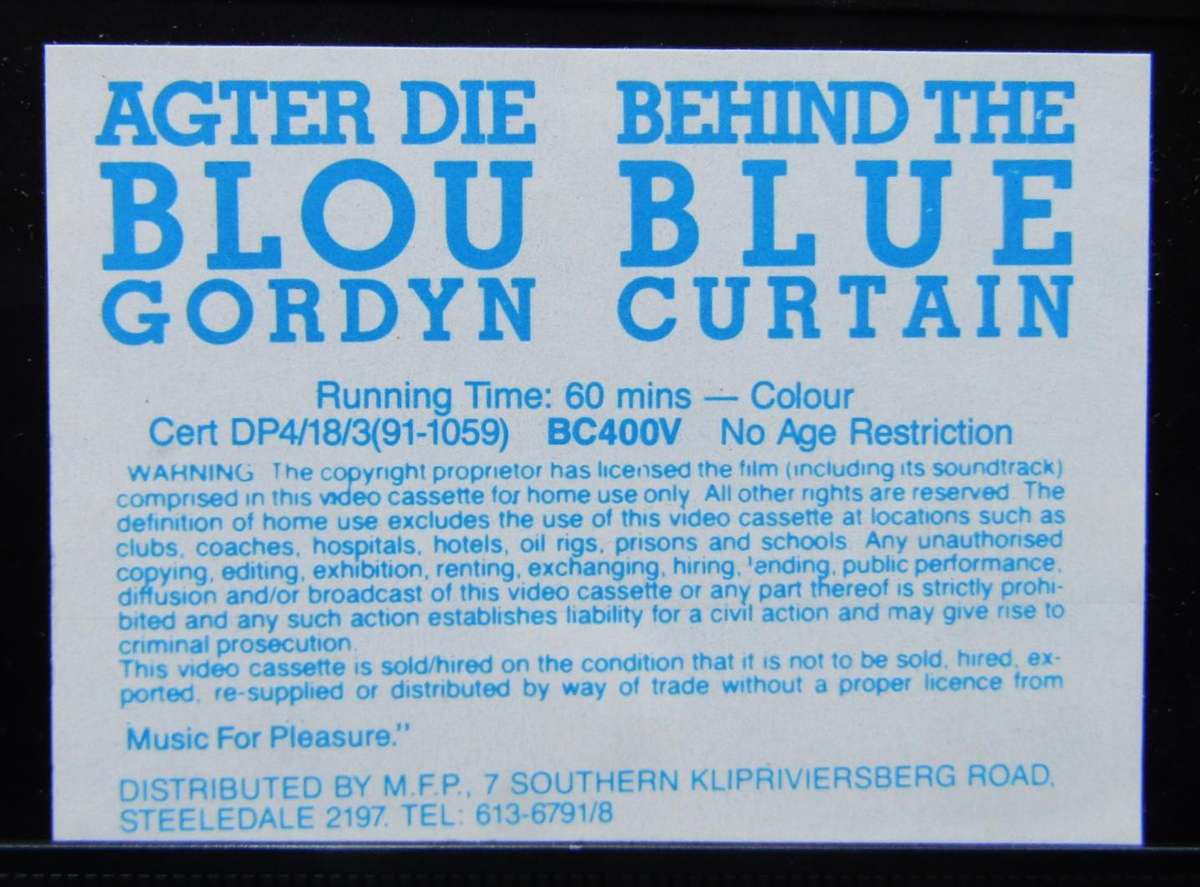 AGTER DIE
BLOU
GORDYN
BEHIND THE
BLUE
CURTAIN
Running Time: 60 mins — Colour
Cert DP4/18/3(91-1059) BC400V No Age Restriction
WARNING The copyright proprietor has licensed the film (including its soundtrack)
comprised in this video cassette for home use only. All other rights are reserved. The
definition of home use excludes the use of this video cassette at locations such as
clubs, coaches, hospitals, hotels, oil rigs, prisons and schools. Any unauthorised
copying, editing, exhibition, renting, exchanging, hiring, lending, public performance,
diffusion and/or broadcast of this video cassette or any part thereof is strictly prohi-
bited and any such action establishes liability for a civil action and may give rise to
criminal prosecution.
This video cassette is sold/hired on the condition that it is not to be sold, hired, ex-
ported, re-supplied or distributed by way of trade without a proper licence from
Music For Pleasure."
DISTRIBUTED BY M.F.P., 7 SOUTHERN KLIPRIVIERSBERG ROAD,
STEELEDALE 2197. TEL: 613-6791/8